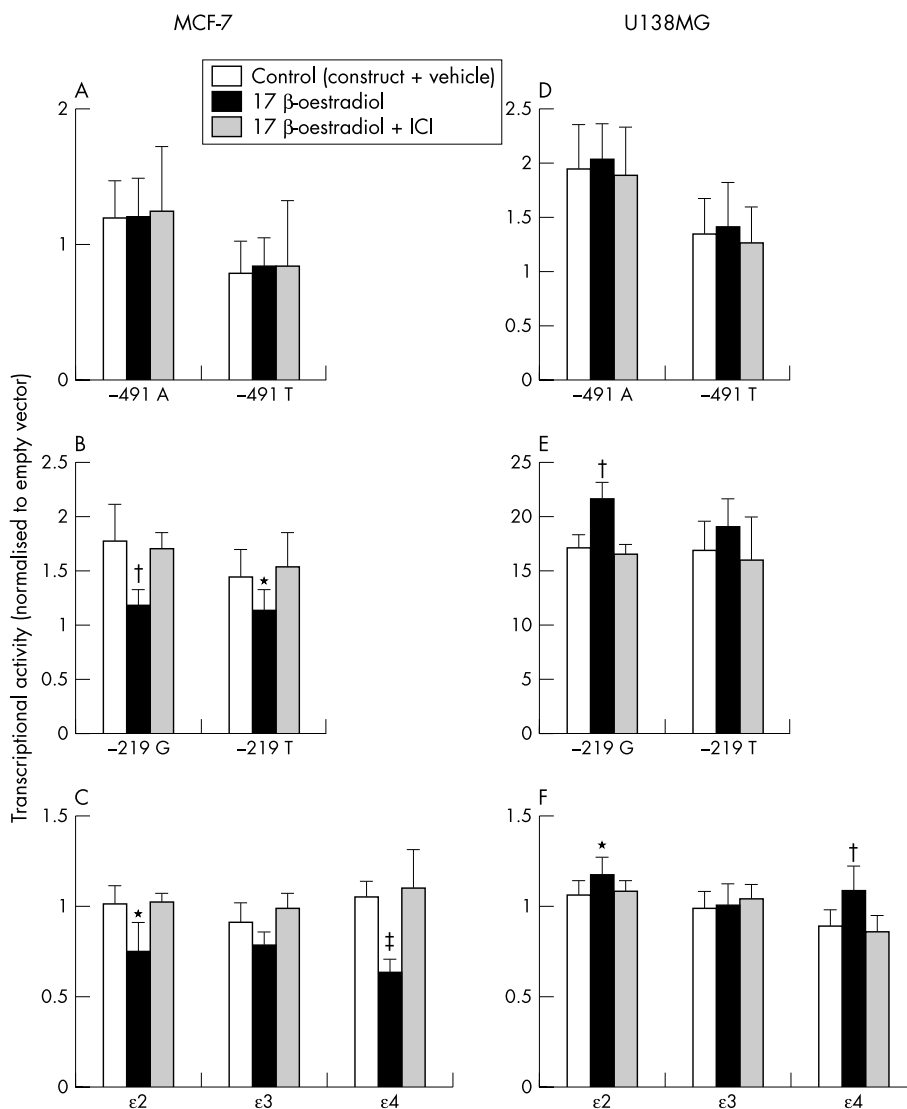 MCF-7
U138MG
Control (construct + vehicle)
17 β-oestradiol
17 β-oestradiol + ICI
Transcriptional activity (normalised to empty vector)
A
2
1
0
–491 A
–491 T
D
2.5
2
1.5
1
0.5
0
–491 A
–491 T
B
2.5
2
1.5
1
0.5
0
†
★
–219 G
–219 T
E
25
20
15
10
5
0
†
–219 G
–219 T
C
1.5
1
0.5
0
★
‡
ε2
ε3
ε4
F
1.5
1
0.5
0
★
†
ε2
ε3
ε4